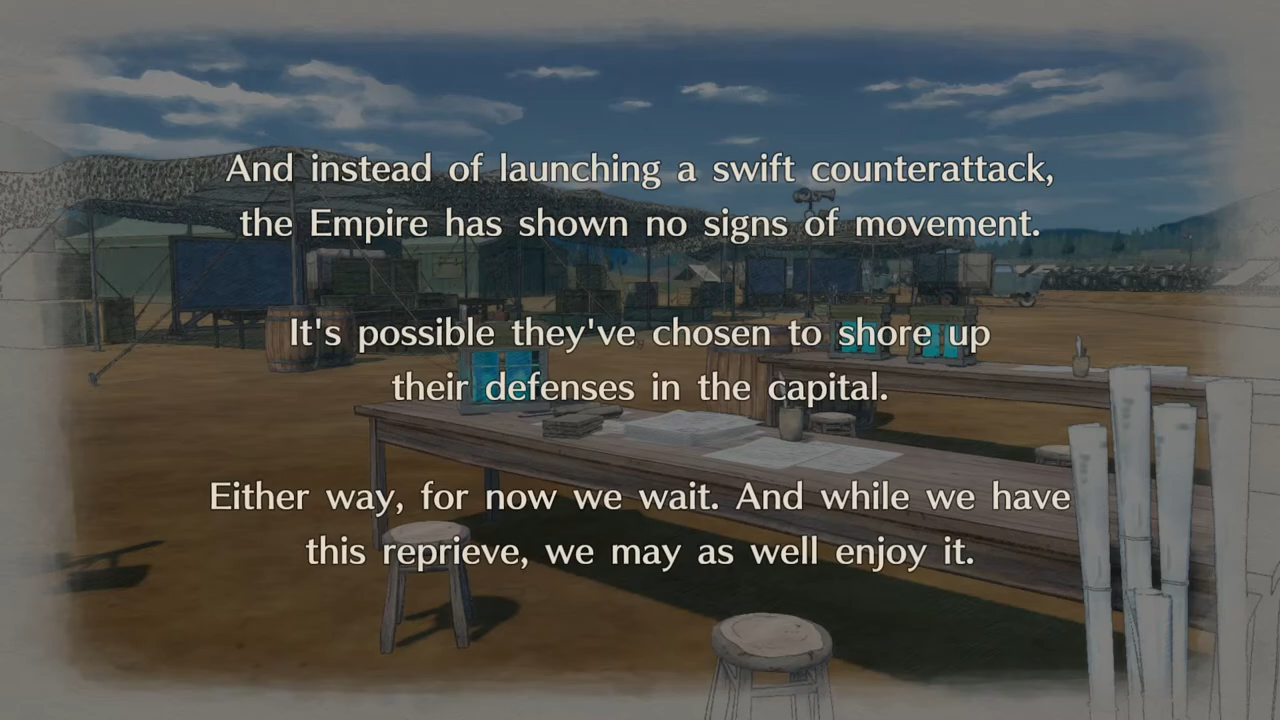 And instead of launching a swift counterattack,
the Empire has shown no signs of movement.
It's possible they've chosen to shore up
their defenses in the capital.
Either way, for now we wait. And while we have
this reprieve, we may as well enjoy it.